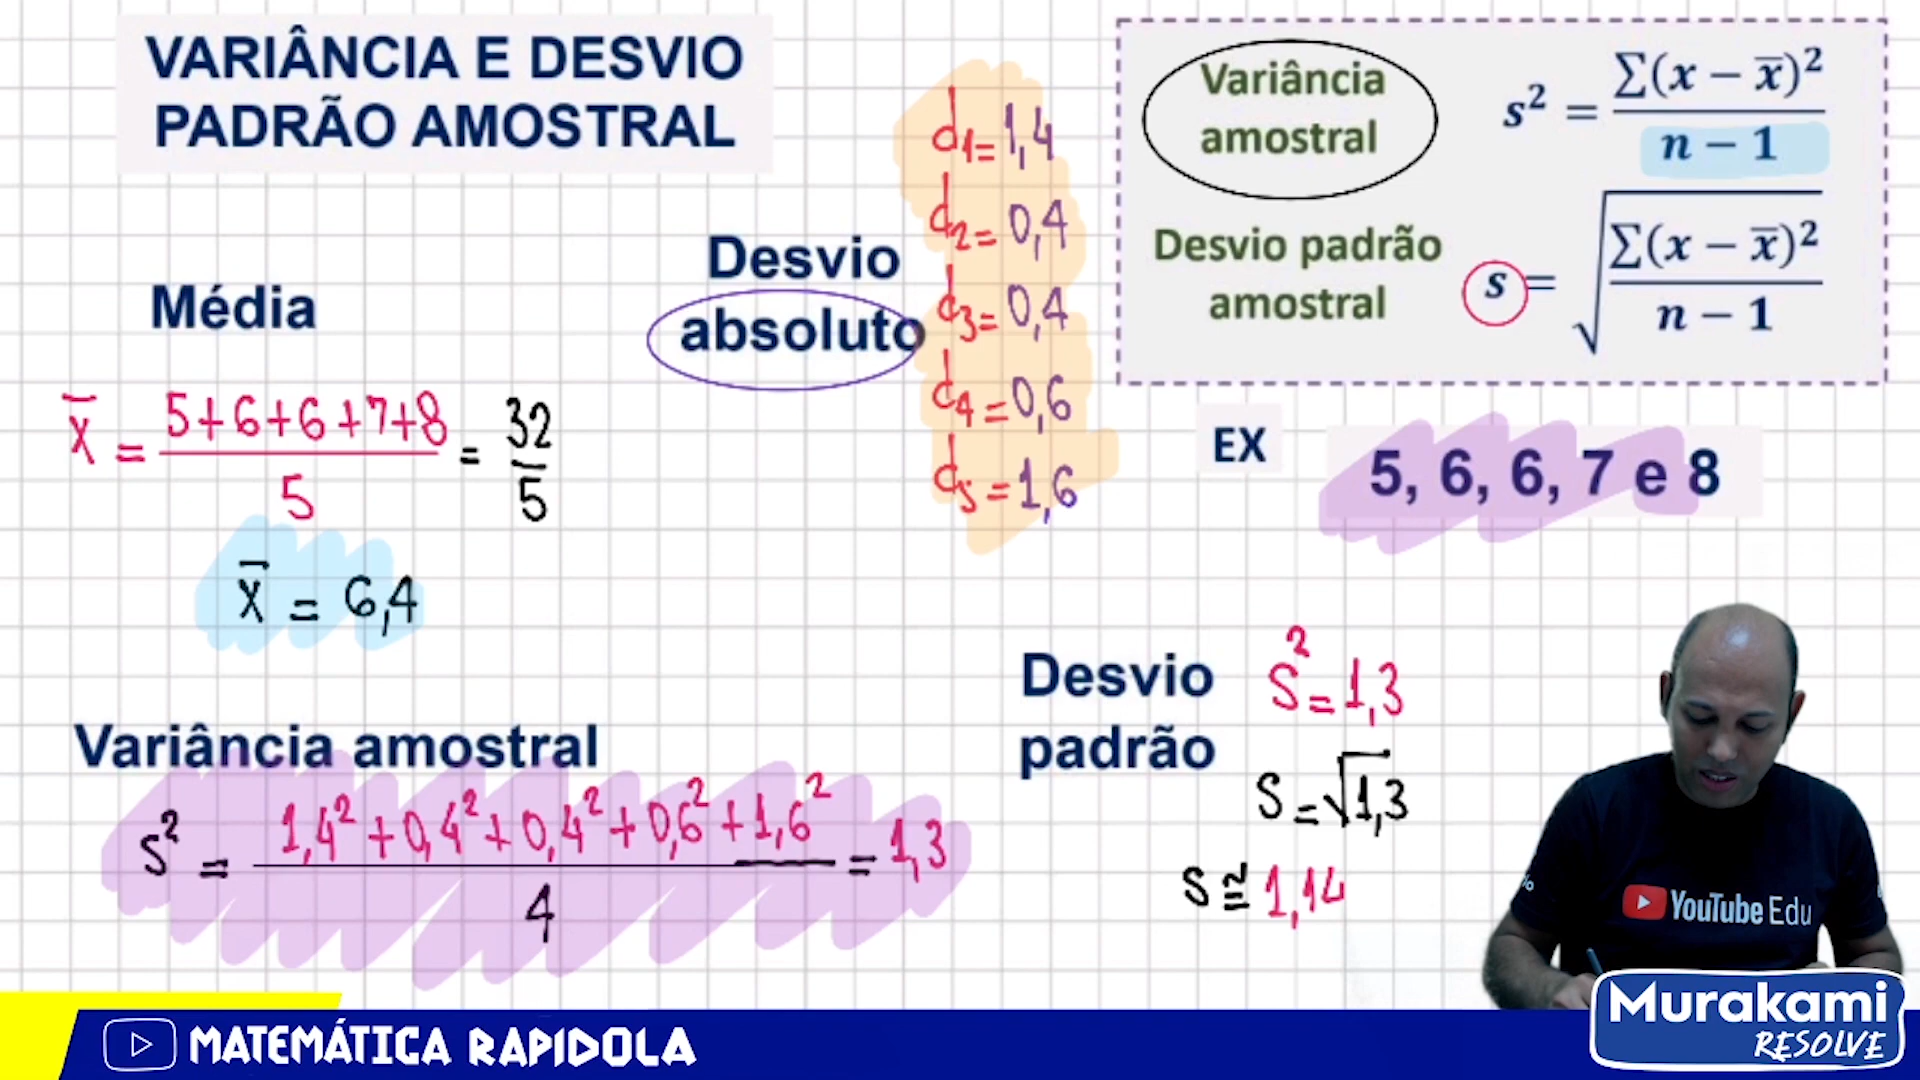 VARIÂNCIA E DESVIO
PADRÃO AMOSTRAL
Média
x̄ = (5+6+6+7+8)/5 = 32/5
x̄ = 6,4
Desvio
absoluto
d1= 1,4
d2= 0,4
d3= 0,4
d4= 0,6
d5= 1,6
Variância
amostral
s² = ∑(x − x̄)² / (n − 1)
Desvio padrão
amostral
s = √(∑(x − x̄)² / (n − 1))
EX
5, 6, 6, 7 e 8
Variância amostral
S² = (1,4² + 0,4² + 0,4² + 0,6² + 1,6²)/4 = 1,3
Desvio
padrão
S² = 1,3
S = √1,3
S ≅ 1,14
YouTube Edu
MATEMÁTICA RAPIDOLA
Murakami
RESOLVE